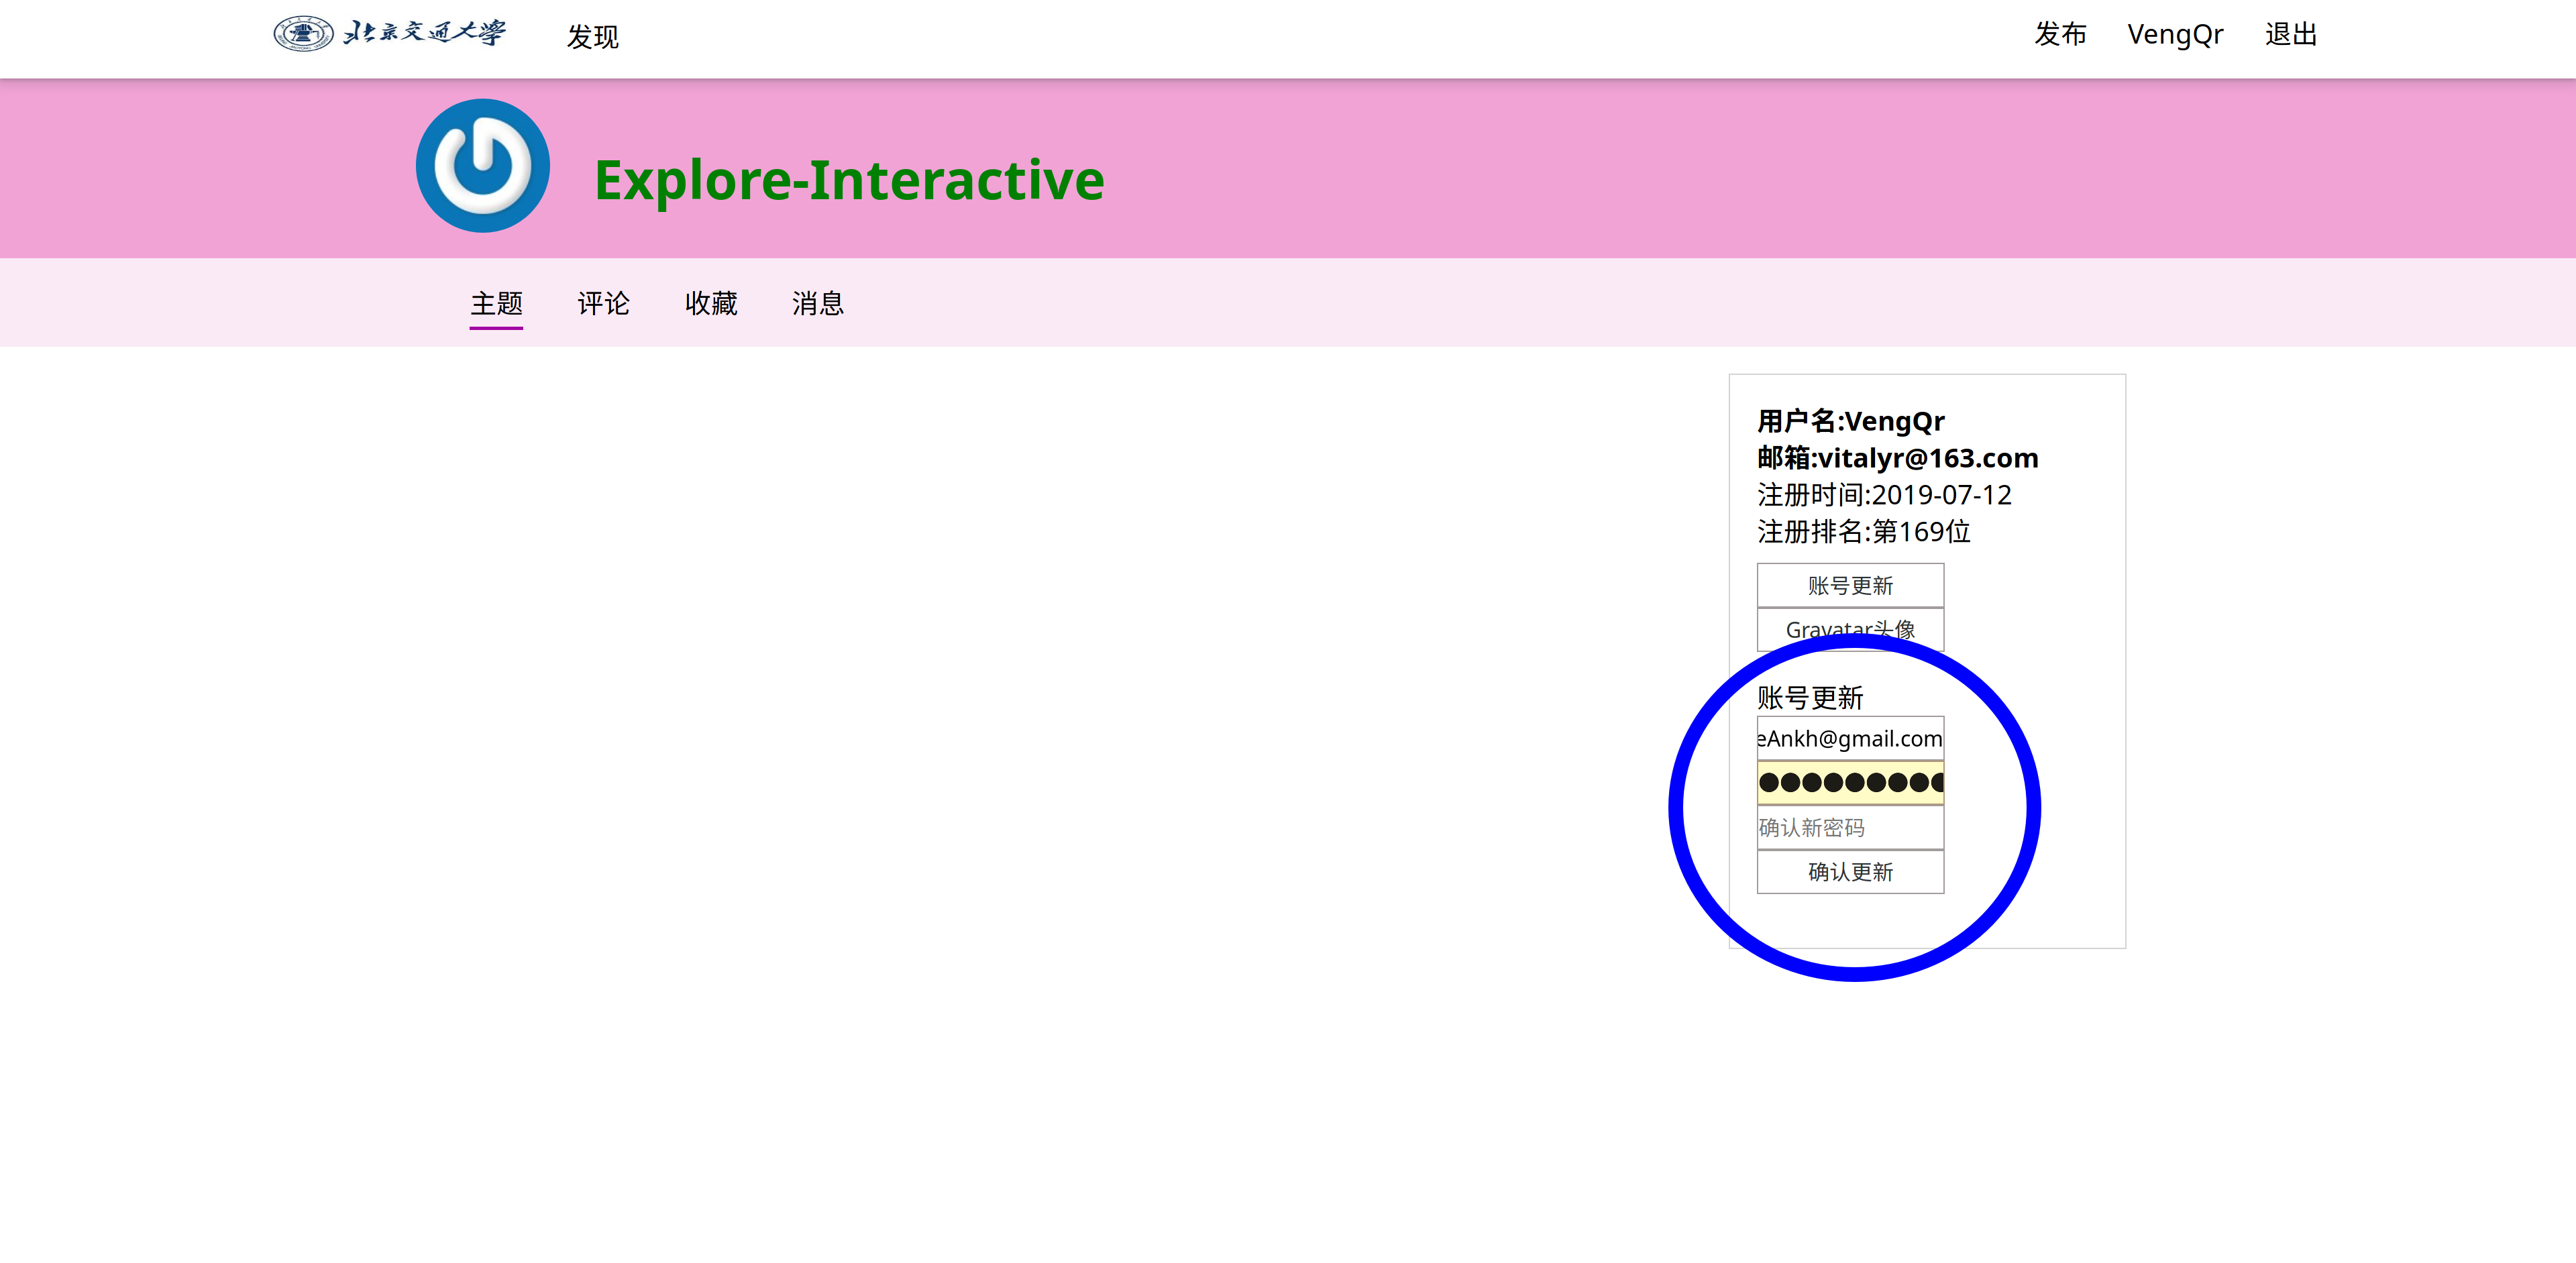 北京交通大学 发现 发布 VengQr 退出
Explore-Interactive
主题 评论 收藏 消息
用户名:VengQr
邮箱:vitalyr@163.com
注册时间:2019-07-12
注册排名:第169位
账号更新
Gravatar头像
账号更新
eAnkh@gmail.com
确认新密码
确认更新